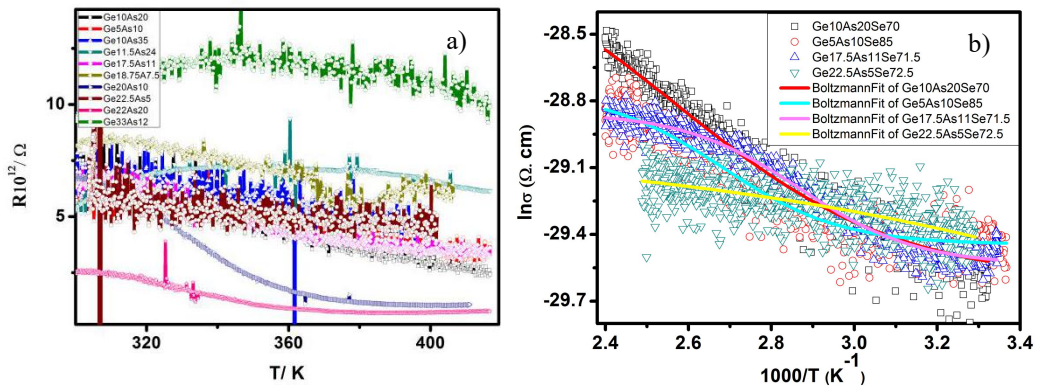 a)
Ge10As20
Ge5As10
Ge10As35
Ge11.5As24
Ge17.5As11
Ge18.75A7.5
Ge20As10
Ge22.5As5
Ge22As20
Ge33As12
10
5
R10^12/ Ω
320
360
400
T/ K
b)
Ge10As20Se70
Ge5As10Se85
Ge17.5As11Se71.5
Ge22.5As5Se72.5
BoltzmannFit of Ge10As20Se70
BoltzmannFit of Ge5As10Se85
BoltzmannFit of Ge17.5As11Se71.5
BoltzmannFit of Ge22.5As5Se72.5
-28.5
-28.8
-29.1
-29.4
-29.7
lnσ (Ω. cm)
2.4
2.6
2.8
3.0
3.2
3.4
1000/T (K^-1)